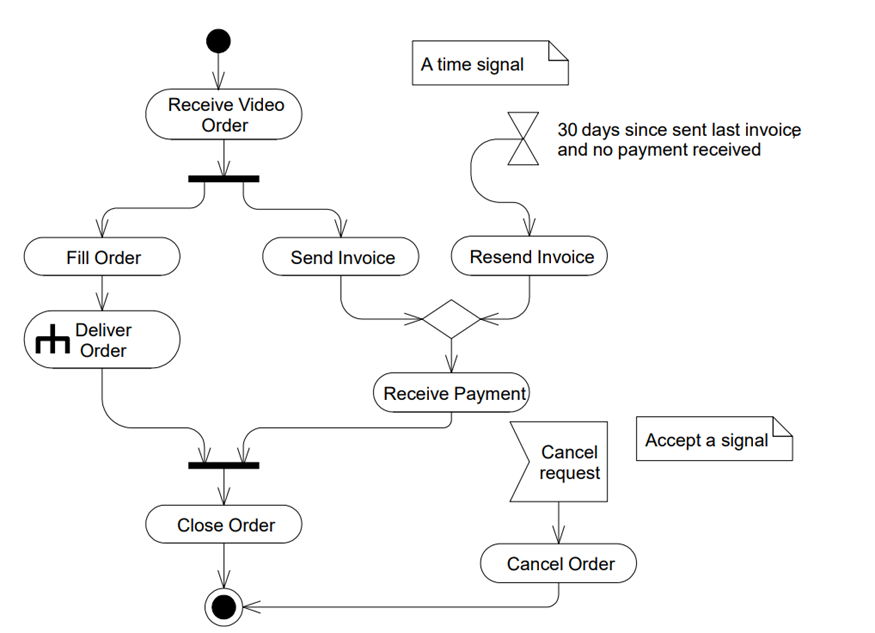 A time signal
Receive Video
Order
30 days since sent last invoice
and no payment received
Fill Order
Send Invoice
Resend Invoice
Deliver
Order
Receive Payment
Accept a signal
Cancel
request
Close Order
Cancel Order